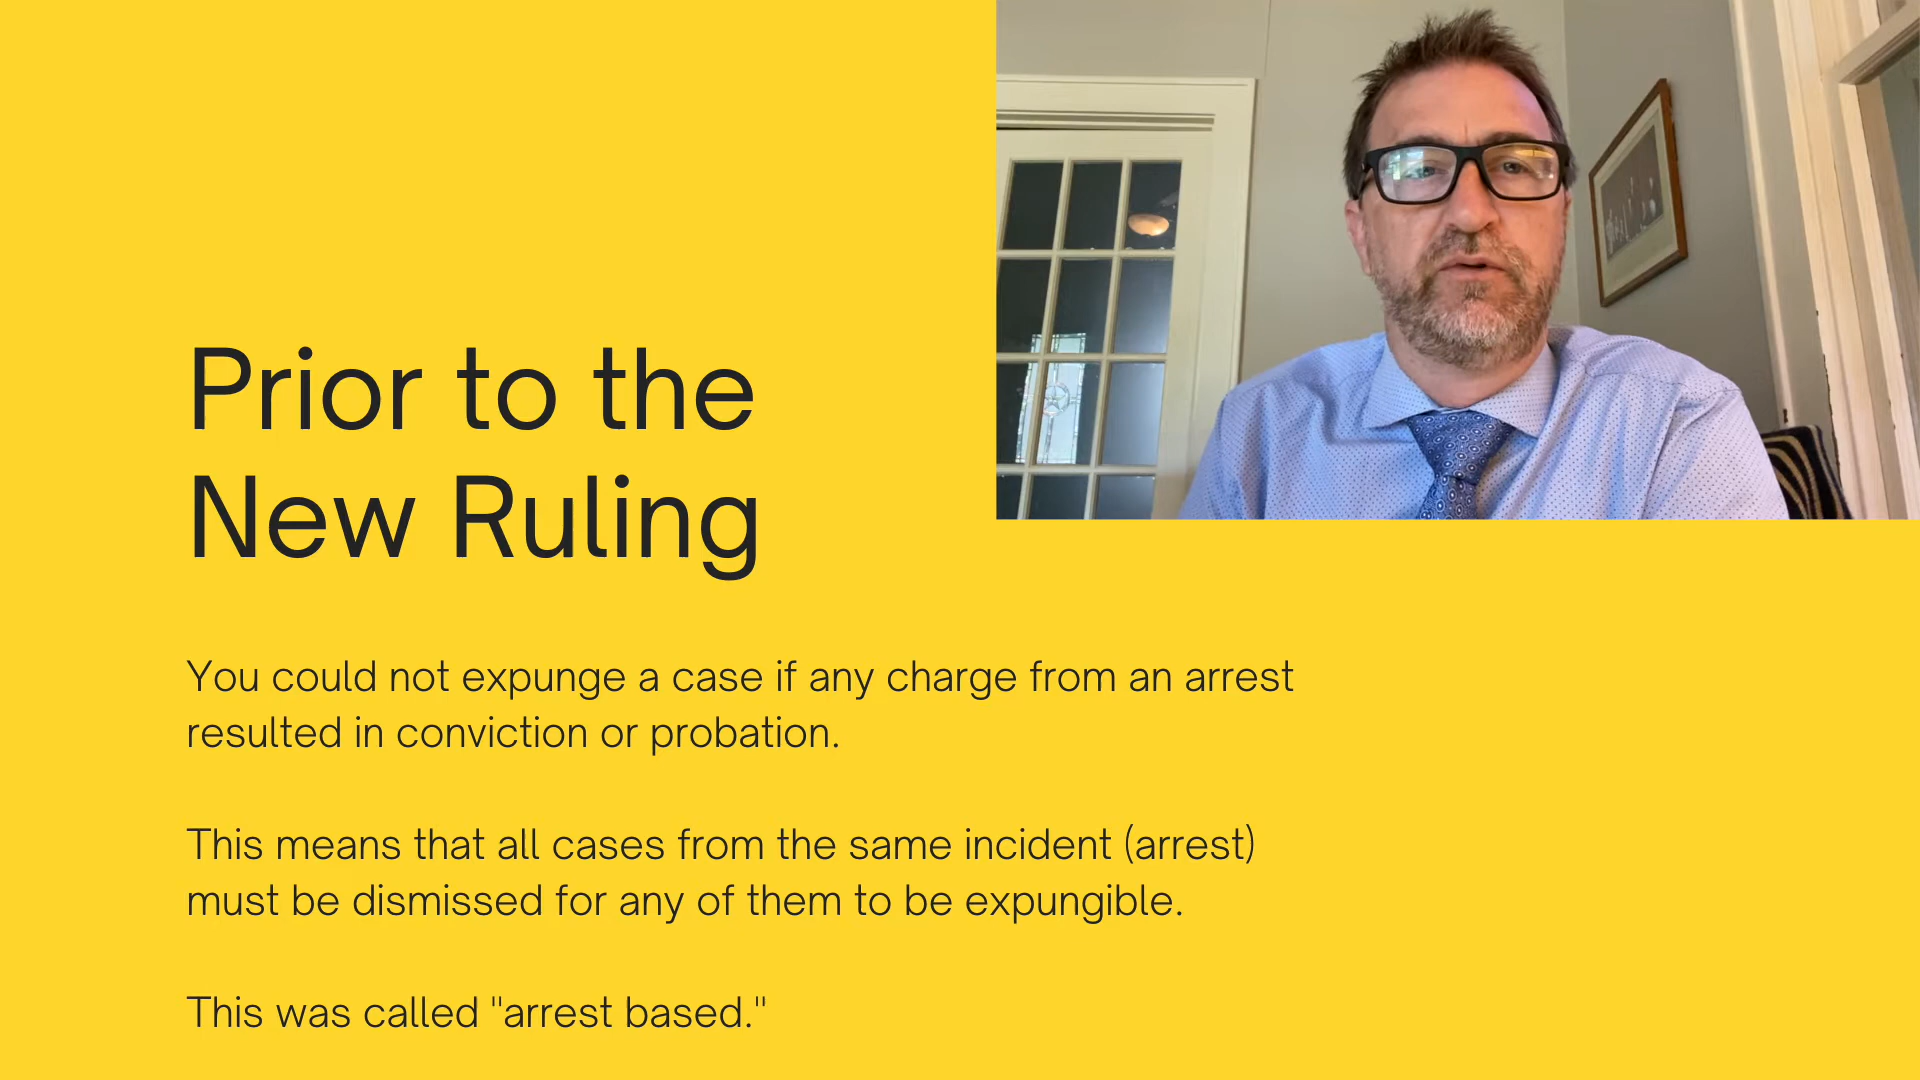 Prior to the
New Ruling
You could not expunge a case if any charge from an arrest
resulted in conviction or probation.
This means that all cases from the same incident (arrest)
must be dismissed for any of them to be expungible.
This was called "arrest based."